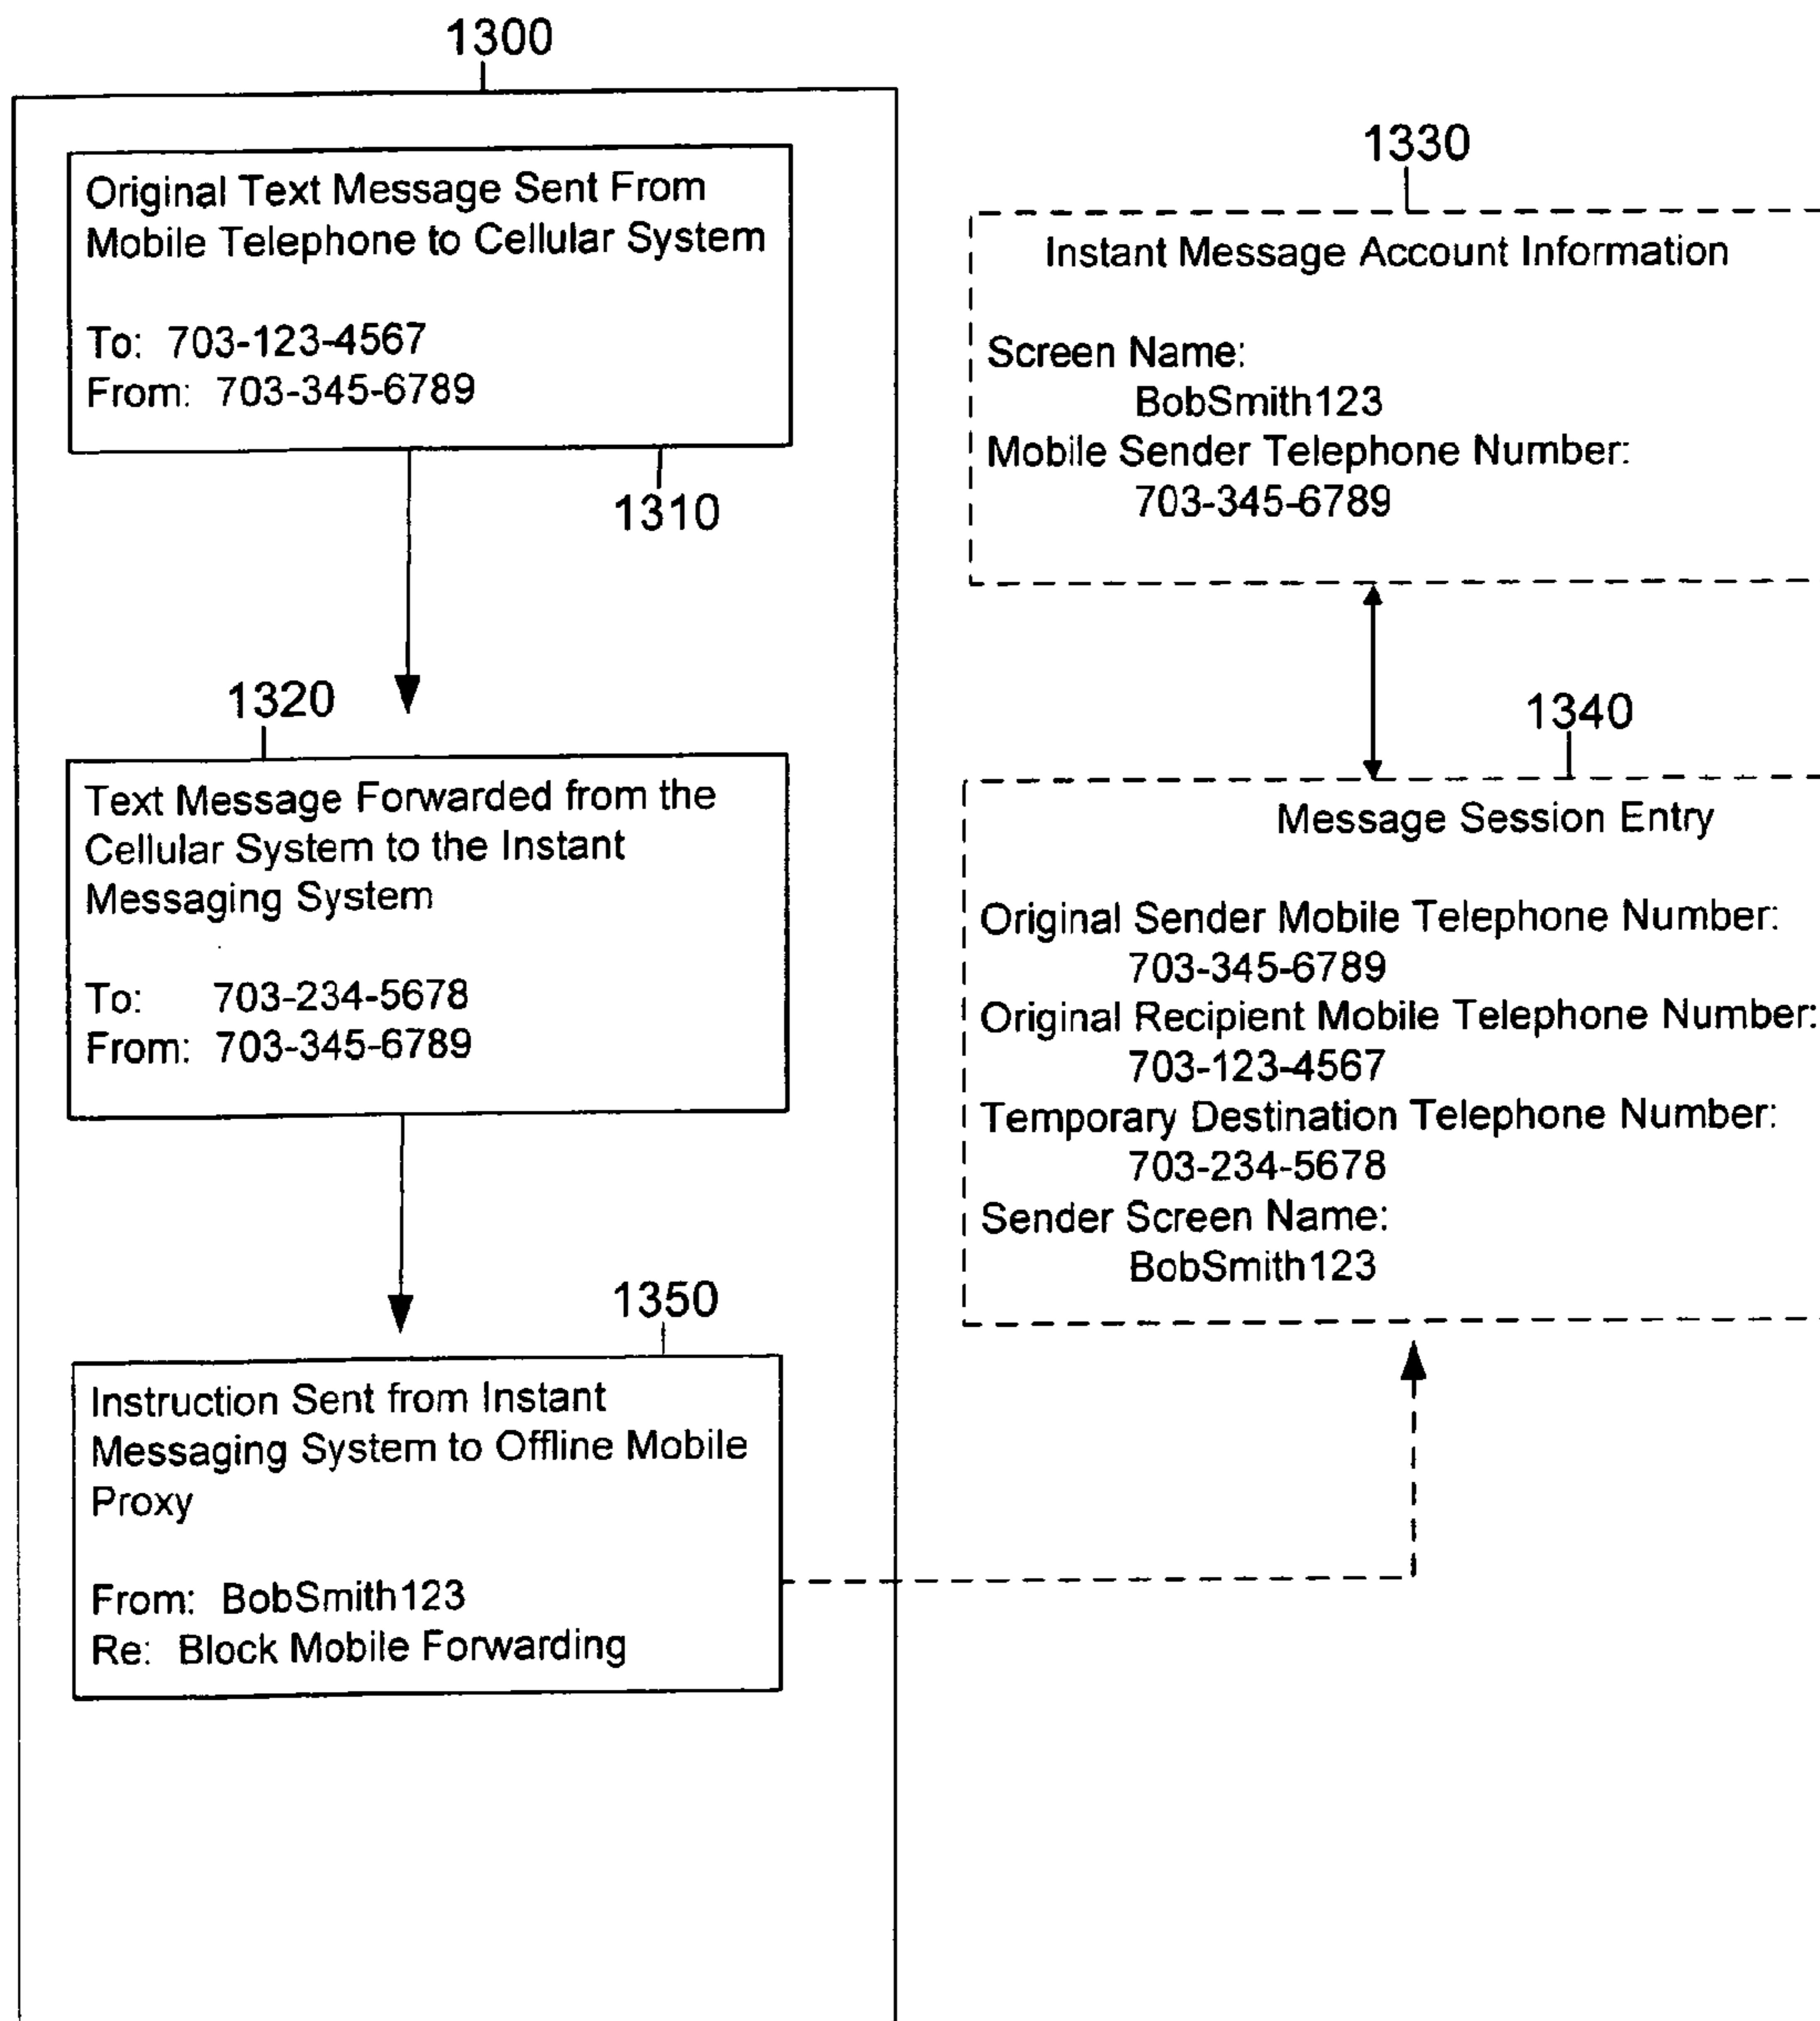 1300
Original Text Message Sent From
Mobile Telephone to Cellular System
To: 703-123-4567
From: 703-345-6789
1310
1320
Text Message Forwarded from the
Cellular System to the Instant
Messaging System
To: 703-234-5678
From: 703-345-6789
1350
Instruction Sent from Instant
Messaging System to Offline Mobile
Proxy
From: BobSmith123
Re: Block Mobile Forwarding
1330
Instant Message Account Information
Screen Name:
BobSmith123
Mobile Sender Telephone Number:
703-345-6789
1340
Message Session Entry
Original Sender Mobile Telephone Number:
703-345-6789
Original Recipient Mobile Telephone Number:
703-123-4567
Temporary Destination Telephone Number:
703-234-5678
Sender Screen Name:
BobSmith123